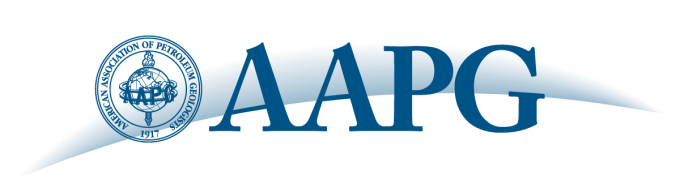 AMERICAN ASSOCIATION OF PETROLEUM GEOLOGISTS
AAPG
1917
AAPG